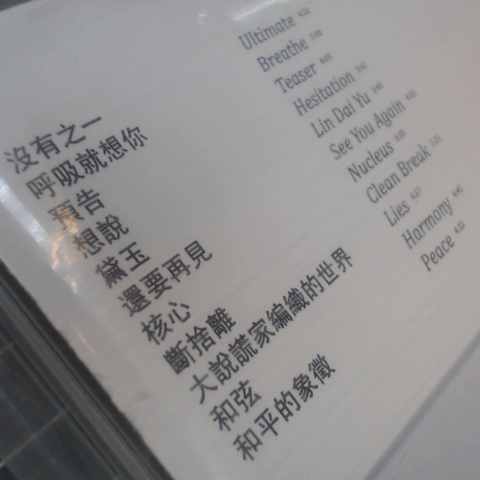 沒有之一
呼吸就想你
預告
想說
黛玉
還要再見
核心
斷捨離
大說謊家編織的世界
和弦
和平的象徵
Ultimate
Breathe
Teaser
Hesitation
Lin Dai Yu
See You Again
Nucleus
Clean Break
Lies
Harmony
Peace